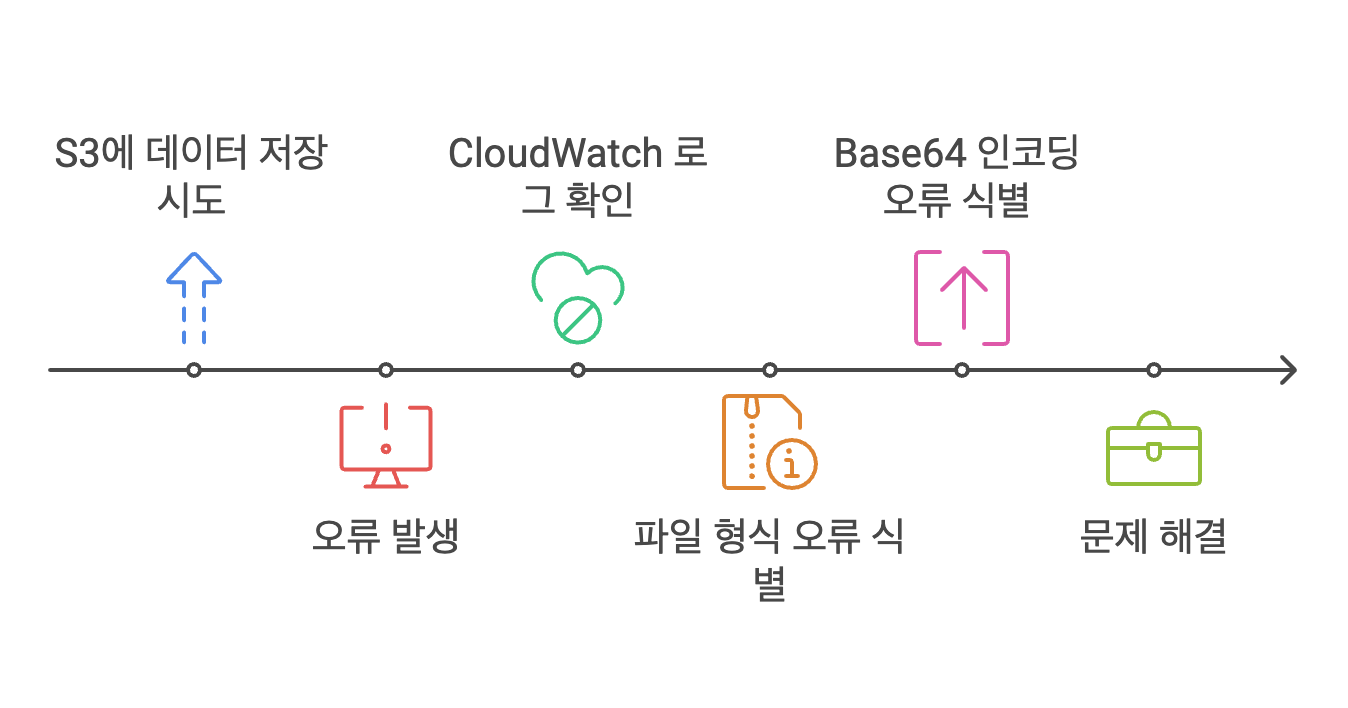 S3에 데이터 저장
시도
CloudWatch 로
그 확인
Base64 인코딩
오류 식별
오류 발생
파일 형식 오류 식
별
문제 해결